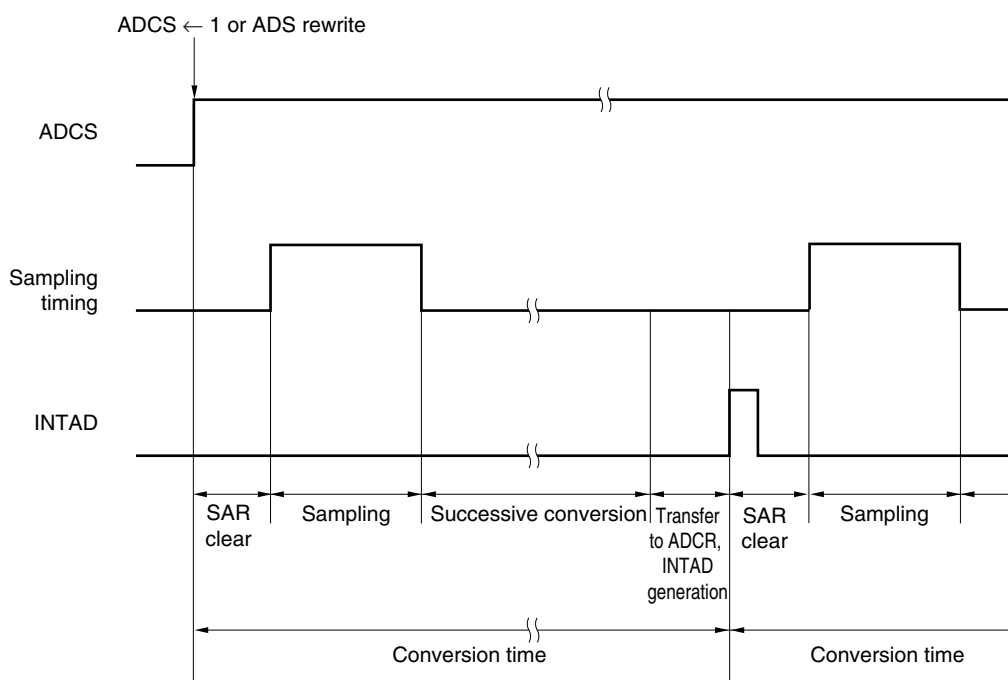 ADCS ← 1 or ADS rewrite
ADCS
Sampling
timing
INTAD
SAR
clear
Sampling
Successive conversion
Transfer
to ADCR,
INTAD
generation
SAR
clear
Sampling
Conversion time
Conversion time